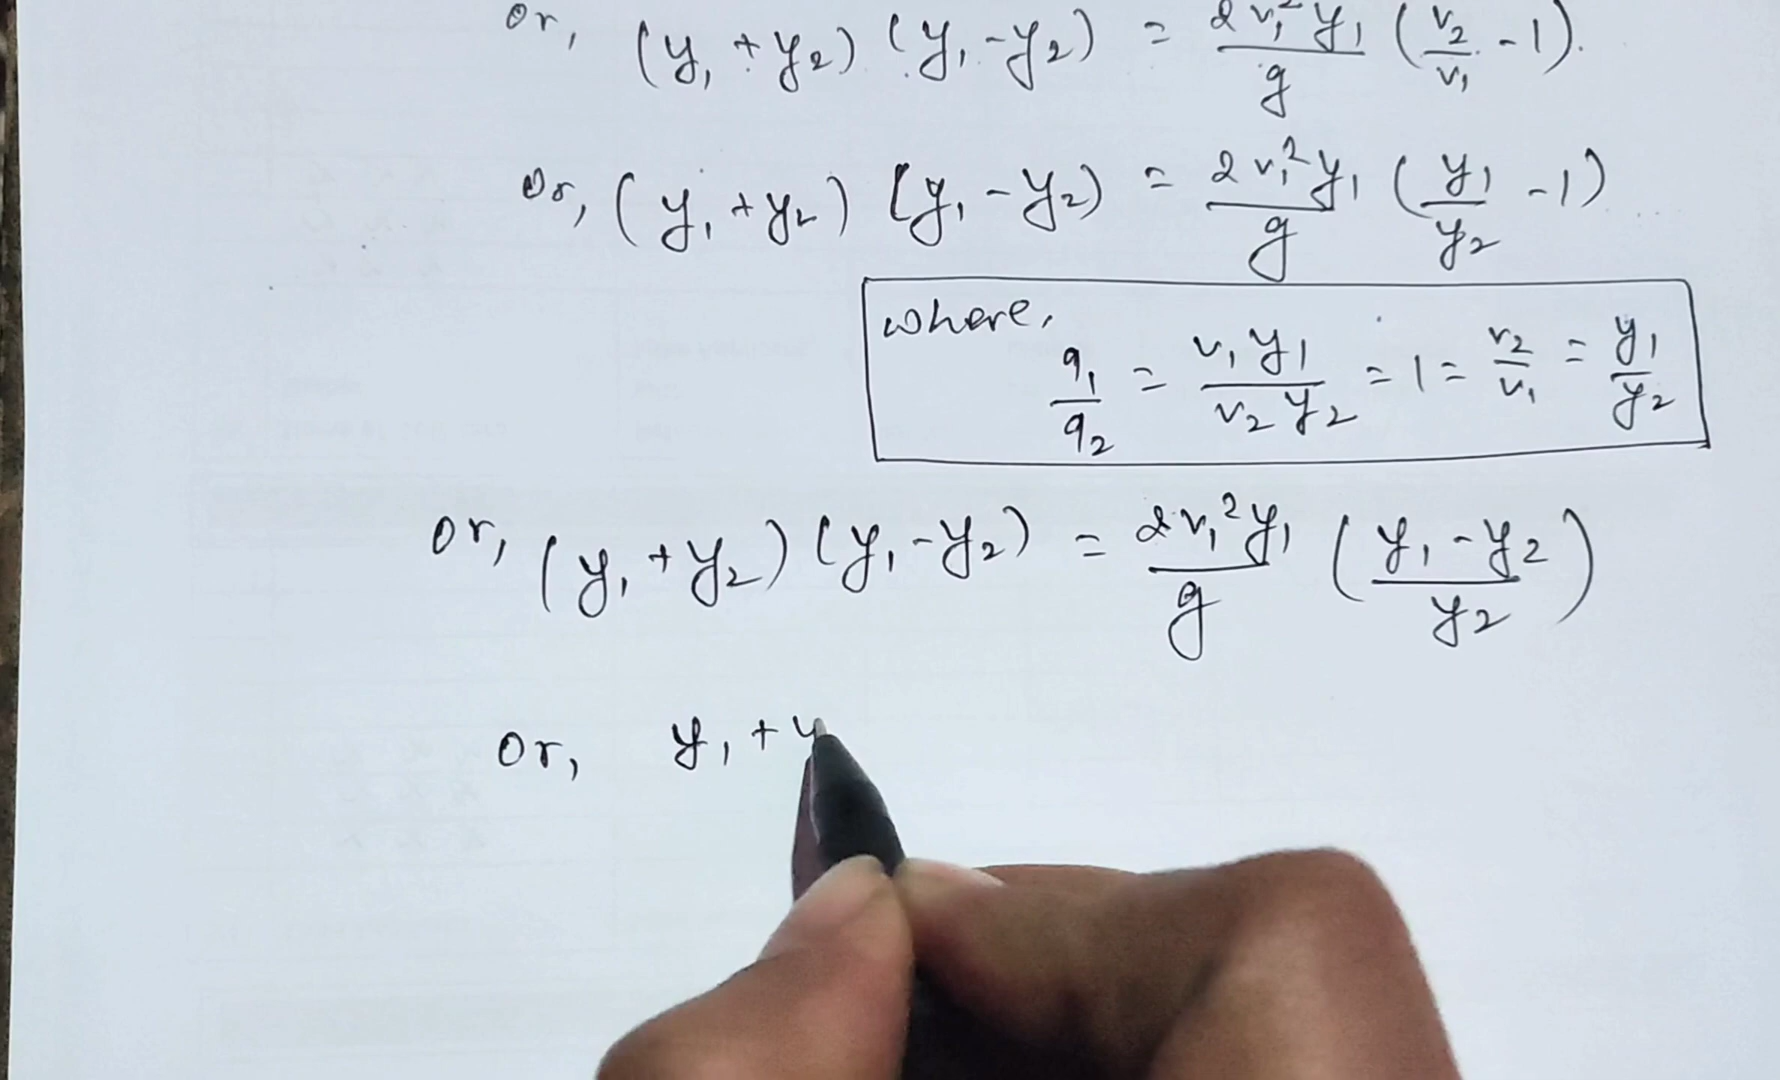 or, (y₁ + y₂) (y₁ - y₂) = 2v₁²y₁/g (v₂/v₁ - 1).
Or, (y₁ + y₂) (y₁ - y₂) = 2v₁²y₁/g (y₁/y₂ - 1)
where,
q₁/q₂ = v₁y₁/v₂y₂ = 1 = v₂/v₁ = y₁/y₂
or, (y₁ + y₂) (y₁ - y₂) = 2v₁²y₁/g (y₁ - y₂/y₂)
or, y₁ + y